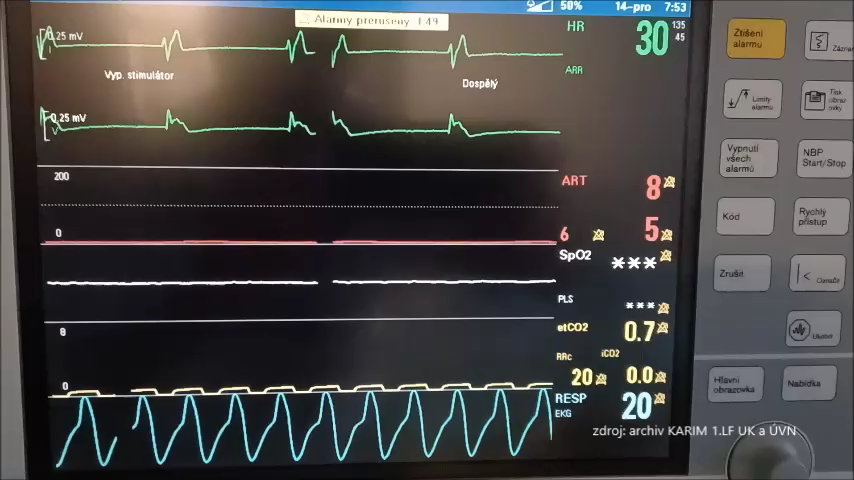 50% 14-pro 7:53
Alarmy přerušeny 1:49
0,25 mV
Vyp. stimulátor
Dospělý
HR 30 135
45
ARR
0,25 mV
200
ART 8
0
6 5
SpO2 ***
PLS ***
8
etCO2 0.7
RRc iCO2
20 0.0
0
RESP 20
EKG
Ztišení
alarmu
Limity
alarmu
Tisk
obraz-
Vypnutí
všech
alarmů
NBP
Start/Stop
Kód
Rychlý
přístup
Zrušit
Hlavní
obrazovka
Nabídka
zdroj: archiv KARIM 1.LF UK a ÚVN